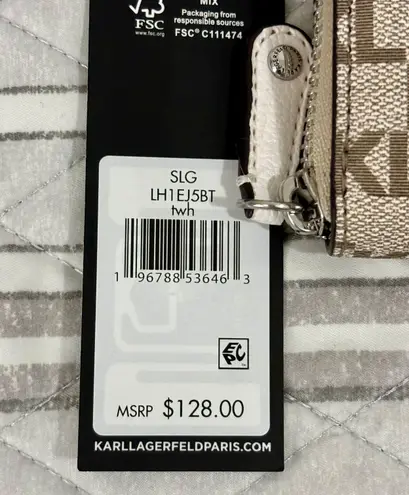 MIX
FSC
Packaging from
responsible sources
www.fsc.org
FSC® C111474
SLG
LH1EJ5BT
twh
1 96788 53646 3
EPC
MSRP $128.00
KARLLAGERFELDPARIS.COM